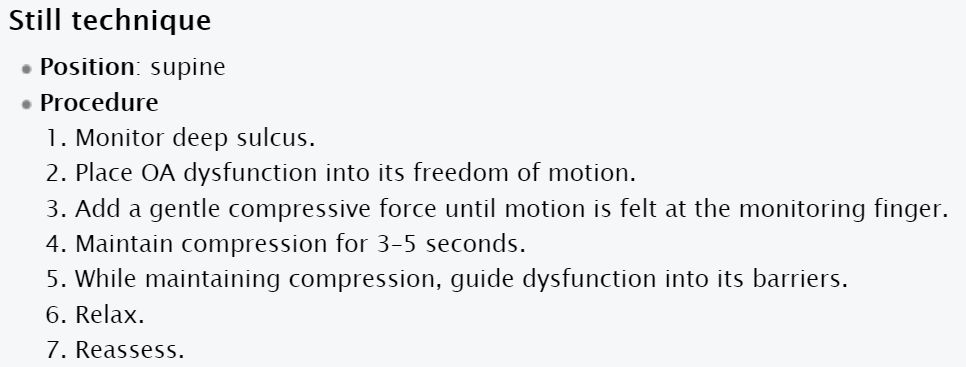 Still technique
Position: supine
Procedure
1. Monitor deep sulcus.
2. Place OA dysfunction into its freedom of motion.
3. Add a gentle compressive force until motion is felt at the monitoring finger.
4. Maintain compression for 3–5 seconds.
5. While maintaining compression, guide dysfunction into its barriers.
6. Relax.
7. Reassess.